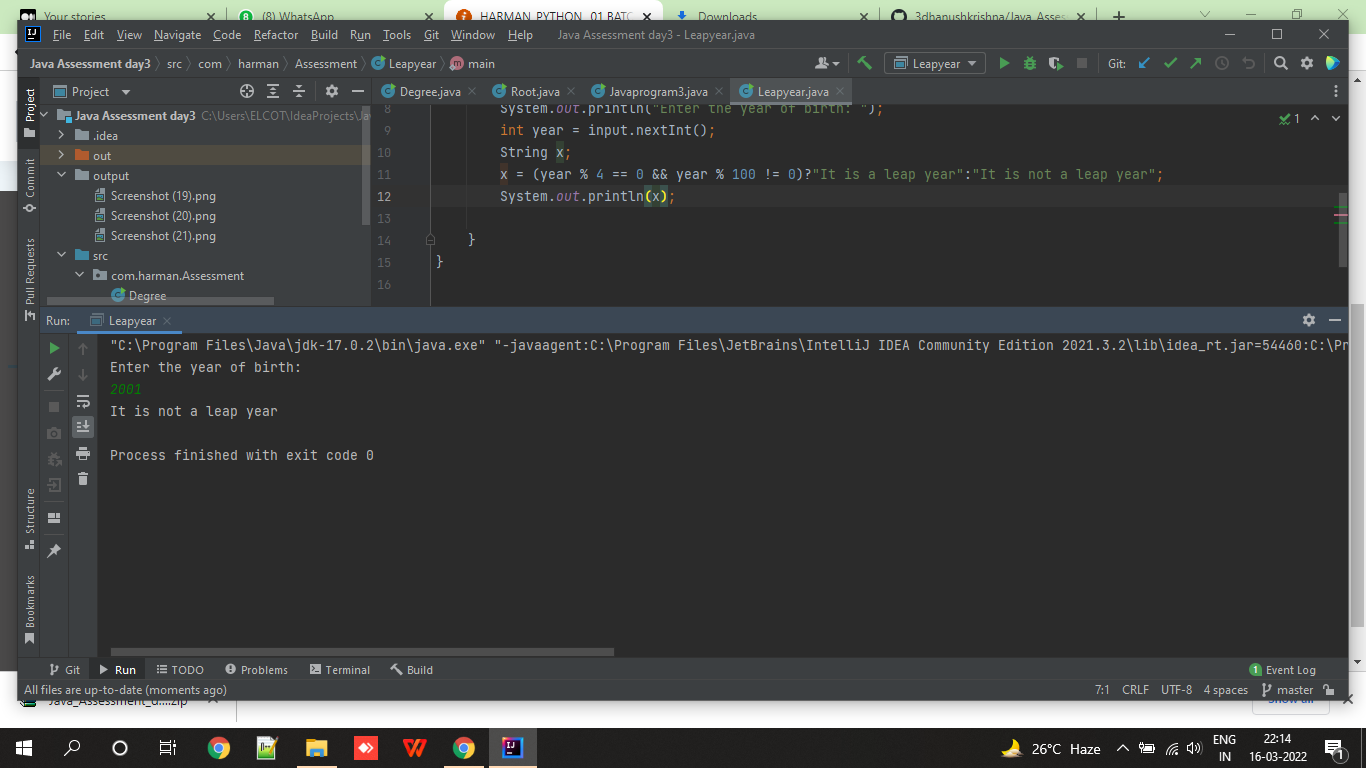 Your stories
(8) WhatsApp
HARMAN_PYTHON_01 BATC
Downloads
3dhanushkrishna/Java_Asses
File Edit View Navigate Code Refactor Build Run Tools Git Window Help Java Assessment day3 - Leapyear.java
Java Assessment day3 src com harman Assessment Leapyear main
Leapyear
Git:
Project
Degree.java Root.java Javaprogram3.java Leapyear.java
Java Assessment day3 C:\Users\ELCOT\IdeaProjects\Ja
.idea
out
output
Screenshot (19).png
Screenshot (20).png
Screenshot (21).png
src
com.harman.Assessment
Degree
8 System.out.println("Enter the year of birth: ");
9 int year = input.nextInt();
10 String x;
11 x = (year % 4 == 0 && year % 100 != 0)?"It is a leap year":"It is not a leap year";
12 System.out.println(x);
13
14 }
15 }
16
1
Project
Commit
Pull Requests
Structure
Bookmarks
Run: Leapyear
"C:\Program Files\Java\jdk-17.0.2\bin\java.exe" "-javaagent:C:\Program Files\JetBrains\IntelliJ IDEA Community Edition 2021.3.2\lib\idea_rt.jar=54460:C:\Pr
Enter the year of birth:
2001
It is not a leap year
Process finished with exit code 0
Git Run TODO Problems Terminal Build
1 Event Log
All files are up-to-date (moments ago)
7:1 CRLF UTF-8 4 spaces master
Java_Assessment_d....zip
Show all
26°C Haze
ENG
IN
22:14
16-03-2022
1